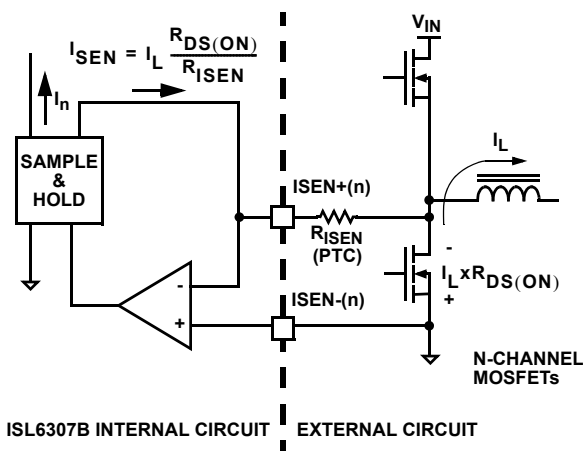 I_SEN = I_L R_DS(ON) / R_ISEN
I_n
SAMPLE
&
HOLD
V_IN
I_L
ISEN+(n)
R_ISEN
(PTC)
-
I_L x R_DS(ON)
+
-
+
ISEN-(n)
N-CHANNEL
MOSFETs
ISL6307B INTERNAL CIRCUIT
EXTERNAL CIRCUIT